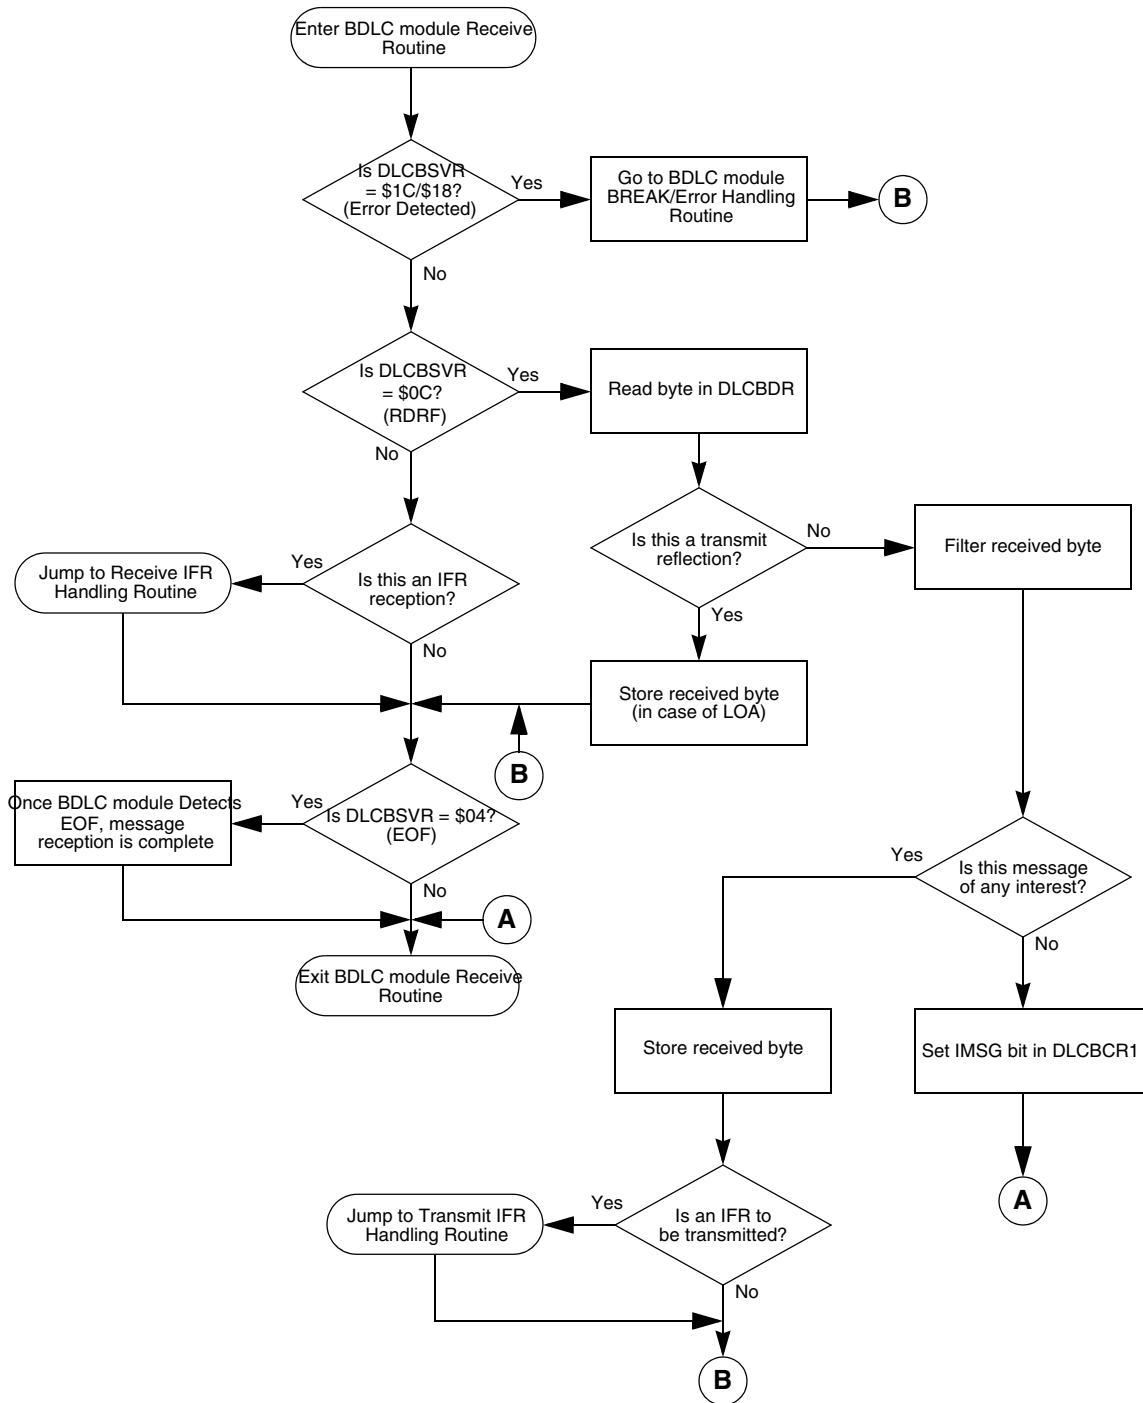 Enter BDLC module Receive
Routine
Is DLCBSVR
= $1C/$18?
(Error Detected)
Yes
Go to BDLC module
BREAK/Error Handling
Routine
B
No
Is DLCBSVR
= $0C?
(RDRF)
Yes
Read byte in DLCBDR
No
Is this a transmit
reflection?
No
Filter received byte
Yes
Is this an IFR
reception?
Yes
Jump to Receive IFR
Handling Routine
No
Store received byte
(in case of LOA)
B
Is DLCBSVR = $04?
(EOF)
Yes
Once BDLC module Detects
EOF, message
reception is complete
No
A
Exit BDLC module Receive
Routine
Is this message
of any interest?
Yes
No
Store received byte
Set IMSG bit in DLCBCR1
A
Is an IFR to
be transmitted?
Yes
Jump to Transmit IFR
Handling Routine
No
B